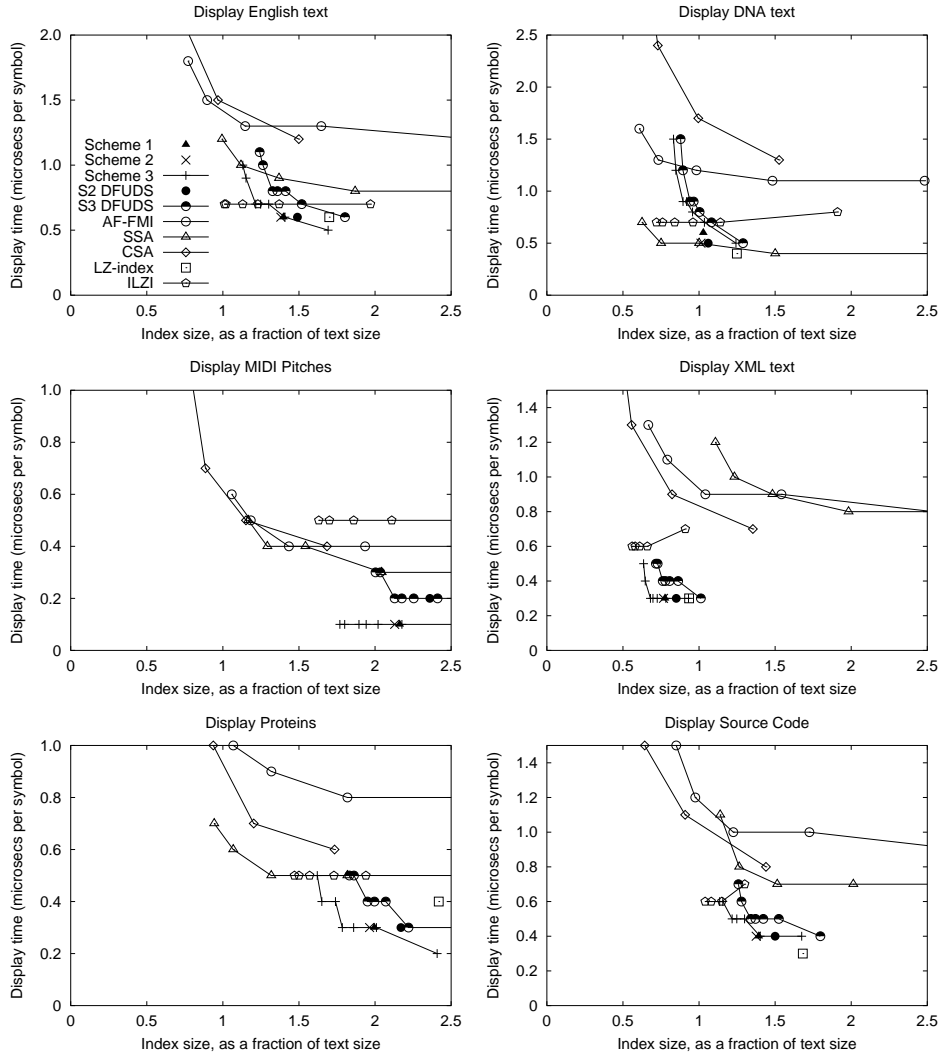 Display English text
Display time (microsecs per symbol)
2.0
1.5
1.0
0.5
0
Scheme 1
Scheme 2
Scheme 3
S2 DFUDS
S3 DFUDS
AF-FMI
SSA
CSA
LZ-index
ILZI
0 0.5 1 1.5 2 2.5
Index size, as a fraction of text size
Display DNA text
Display time (microsecs per symbol)
2.5
2.0
1.5
1.0
0.5
0
0 0.5 1 1.5 2 2.5
Index size, as a fraction of text size
Display MIDI Pitches
Display time (microsecs per symbol)
1.0
0.8
0.6
0.4
0.2
0
0 0.5 1 1.5 2 2.5
Index size, as a fraction of text size
Display XML text
Display time (microsecs per symbol)
1.4
1.2
1.0
0.8
0.6
0.4
0.2
0
0 0.5 1 1.5 2 2.5
Index size, as a fraction of text size
Display Proteins
Display time (microsecs per symbol)
1.0
0.8
0.6
0.4
0.2
0
0 0.5 1 1.5 2 2.5
Index size, as a fraction of text size
Display Source Code
Display time (microsecs per symbol)
1.4
1.2
1.0
0.8
0.6
0.4
0.2
0
0 0.5 1 1.5 2 2.5
Index size, as a fraction of text size